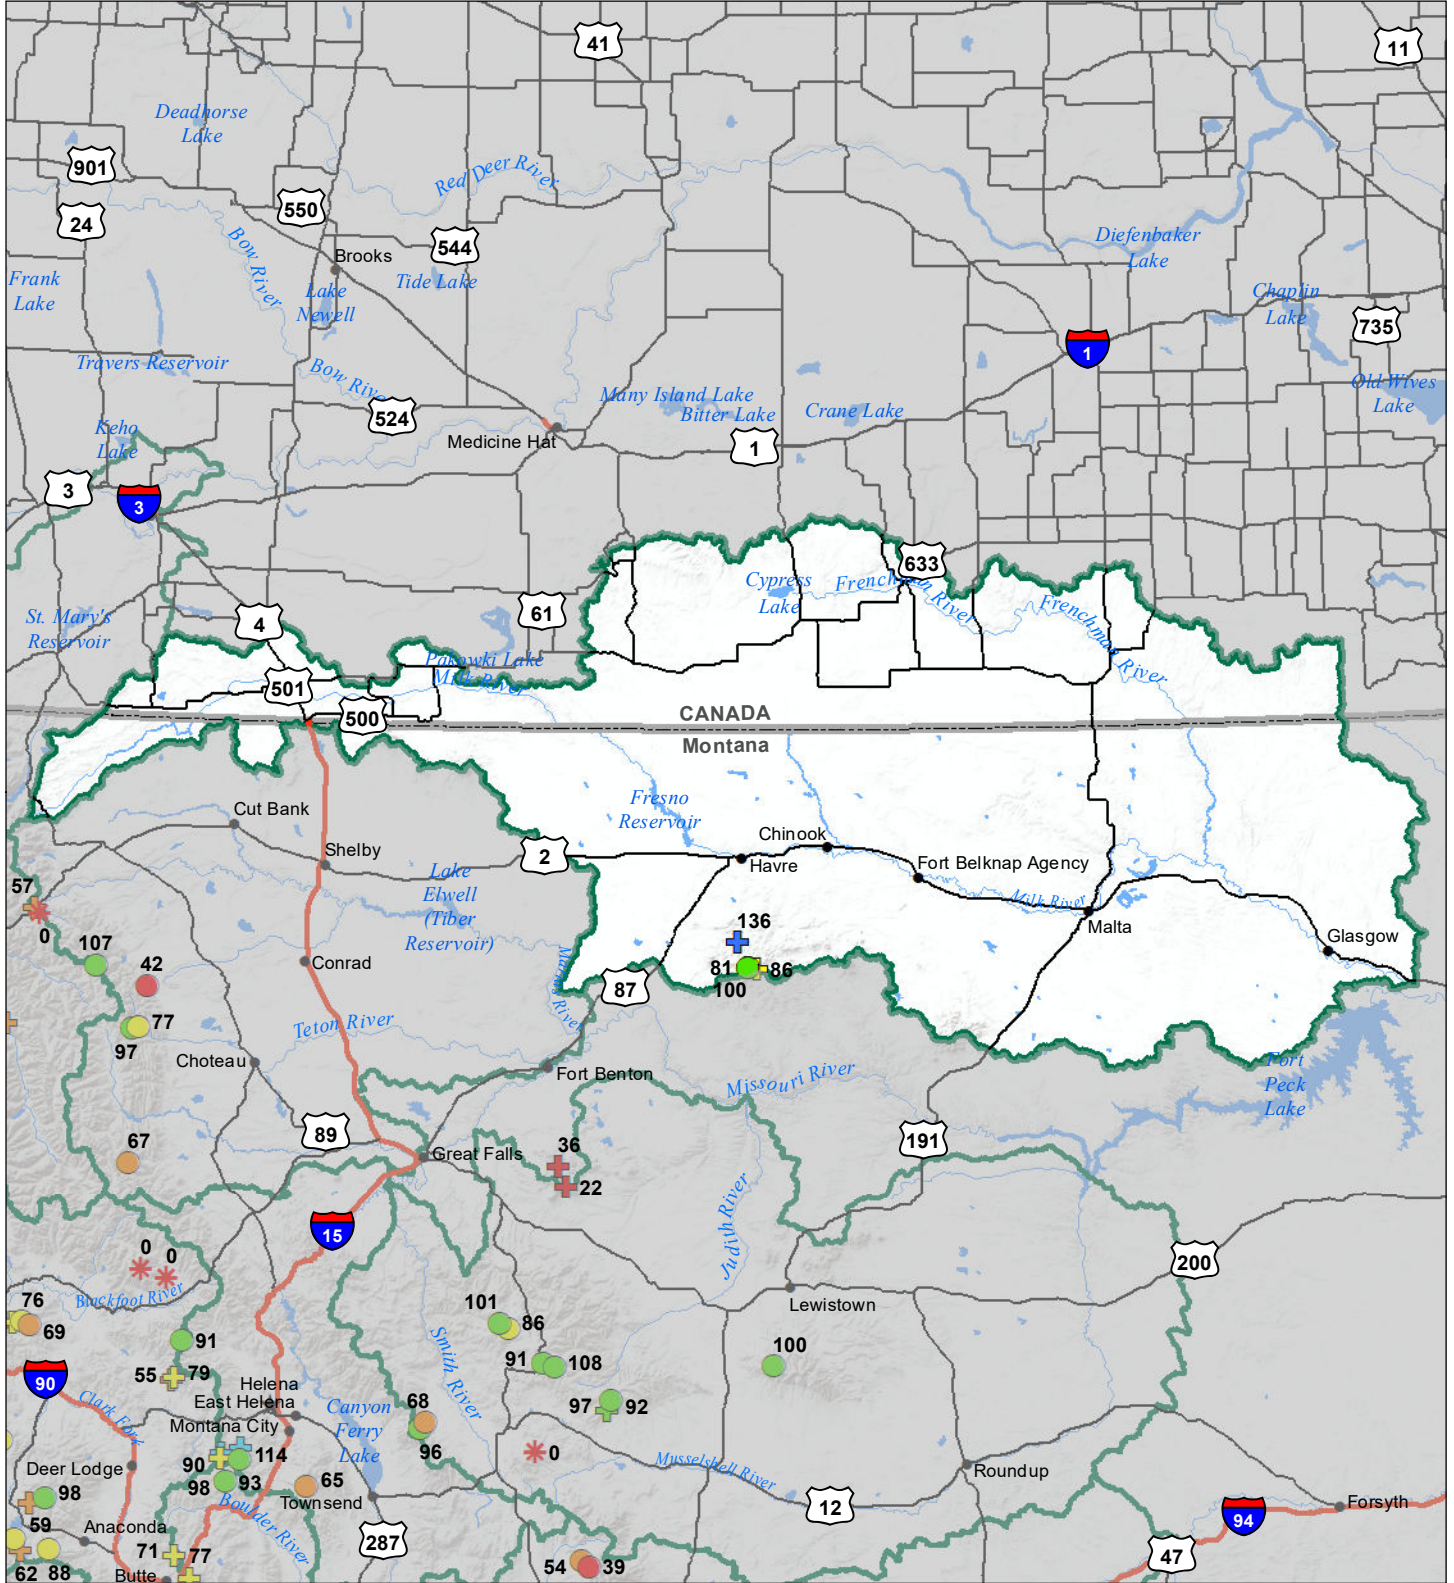 41
11
Deadhorse
Lake
901
Red Deer River
550
24
544
Bow River
Brooks
Diefenbaker
Lake
Frank
Lake
Tide Lake
Lake
Newell
Chaplin
Lake
735
1
Travers Reservoir
Bow River
Many Island Lake
Bitter Lake
Crane Lake
Old Wives
Lake
524
Keho
Lake
Medicine Hat
1
3
3
633
Cypress
Lake
Frenchman River
Frenchman River
61
4
St. Mary's
Reservoir
Pakowki Lake
Milk River
501
500
CANADA
Montana
Fresno
Reservoir
Cut Bank
Chinook
Shelby
2
Havre
Fort Belknap Agency
Lake
Elwell
(Tiber
Reservoir)
57
0
Milk River
136
Malta
Glasgow
107
Conrad
81
86
100
42
87
Marias River
77
97
Teton River
Choteau
Fort Benton
Missouri River
Fort
Peck
Lake
89
191
67
Great Falls
36
22
Judith River
15
0
0
200
Blackfoot River
76
69
Lewistown
101
86
91
Smith River
91
108
100
90
55
79
Helena
East Helena
Clark Fork
Montana City
Canyon
Ferry
Lake
68
96
97
92
0
114
90
Musselshell River
Deer Lodge
98
93
65
Roundup
98
Boulder River
Townsend
12
Forsyth
94
59
Anaconda
287
71
77
47
62
88
Butte
54
39